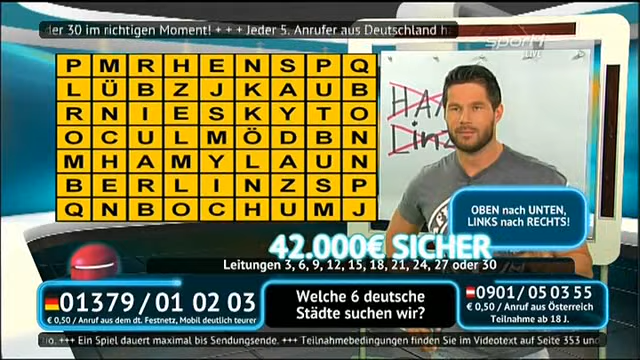 der 30 im richtigen Moment! + + + Jeder 5. Anrufer aus Deutschland
sport1
LIVE
P M R H E N S P Q
L Ü B Z J K A U B
R N I E S K Y T O
O C U L M Ö D B N
M H A M Y L A U N
B E R L I N Z S P
Q N B O C H U M J
HAM
Linz
OBEN nach UNTEN,
LINKS nach RECHTS!
42.000€ SICHER
Leitungen 3, 6, 9, 12, 15, 18, 21, 24, 27 oder 30
01379/01 02 03
€ 0,50 / Anruf aus dem dt. Festnetz, Mobil deutlich teurer
Welche 6 deutsche
Städte suchen wir?
0901/05 03 55
€ 0,50 / Anruf aus Österreich
Teilnahme ab 18 J.
+++ Ein Spiel dauert maximal bis Sendungsende. +++ Teilnahmebedingungen finden Sie im Videotext auf Seite 353 und